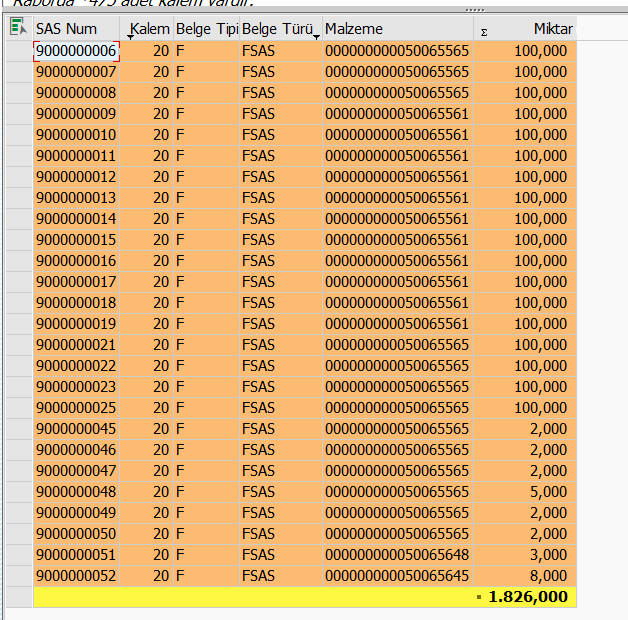 Raborda *475 adet kalem vardır.
SAS Num Kalem Belge Tipi Belge Türü Malzeme Σ Miktar
9000000006 20 F FSAS 000000000050065565 100,000
9000000007 20 F FSAS 000000000050065565 100,000
9000000008 20 F FSAS 000000000050065565 100,000
9000000009 20 F FSAS 000000000050065561 100,000
9000000010 20 F FSAS 000000000050065561 100,000
9000000011 20 F FSAS 000000000050065561 100,000
9000000012 20 F FSAS 000000000050065561 100,000
9000000013 20 F FSAS 000000000050065561 100,000
9000000014 20 F FSAS 000000000050065561 100,000
9000000015 20 F FSAS 000000000050065561 100,000
9000000016 20 F FSAS 000000000050065561 100,000
9000000017 20 F FSAS 000000000050065561 100,000
9000000018 20 F FSAS 000000000050065561 100,000
9000000019 20 F FSAS 000000000050065561 100,000
9000000021 20 F FSAS 000000000050065565 100,000
9000000022 20 F FSAS 000000000050065565 100,000
9000000023 20 F FSAS 000000000050065565 100,000
9000000025 20 F FSAS 000000000050065565 100,000
9000000045 20 F FSAS 000000000050065565 2,000
9000000046 20 F FSAS 000000000050065565 2,000
9000000047 20 F FSAS 000000000050065565 2,000
9000000048 20 F FSAS 000000000050065565 5,000
9000000049 20 F FSAS 000000000050065565 2,000
9000000050 20 F FSAS 000000000050065565 2,000
9000000051 20 F FSAS 000000000050065648 3,000
9000000052 20 F FSAS 000000000050065645 8,000
1.826,000